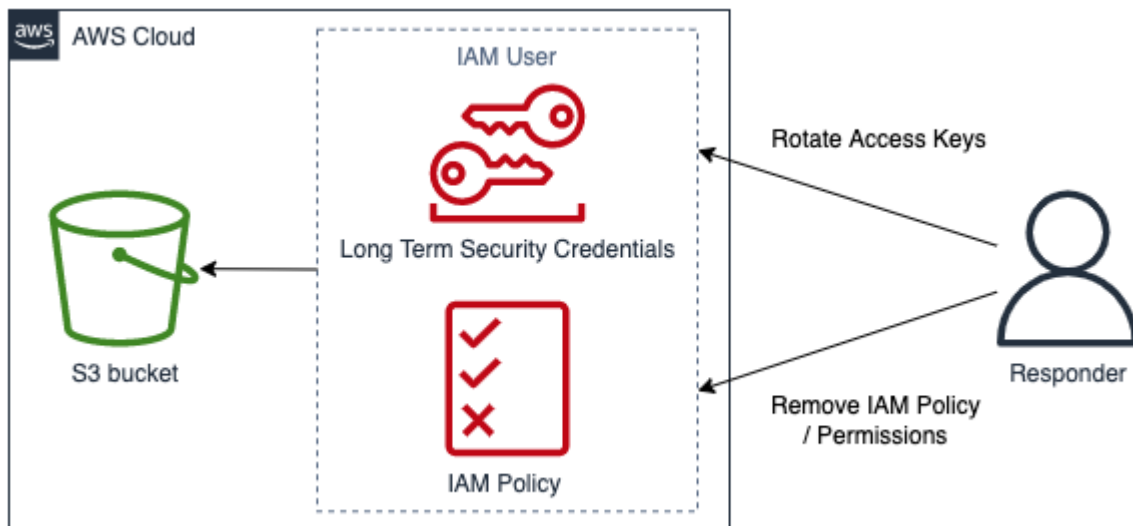 aws
AWS Cloud
IAM User
Rotate Access Keys
Long Term Security Credentials
S3 bucket
Responder
Remove IAM Policy
/ Permissions
IAM Policy